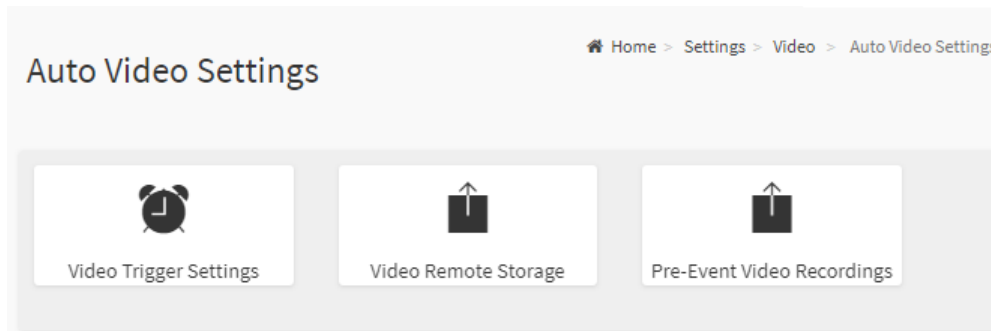 Home > Settings > Video > Auto Video Settings
Auto Video Settings
Video Trigger Settings
Video Remote Storage
Pre-Event Video Recordings